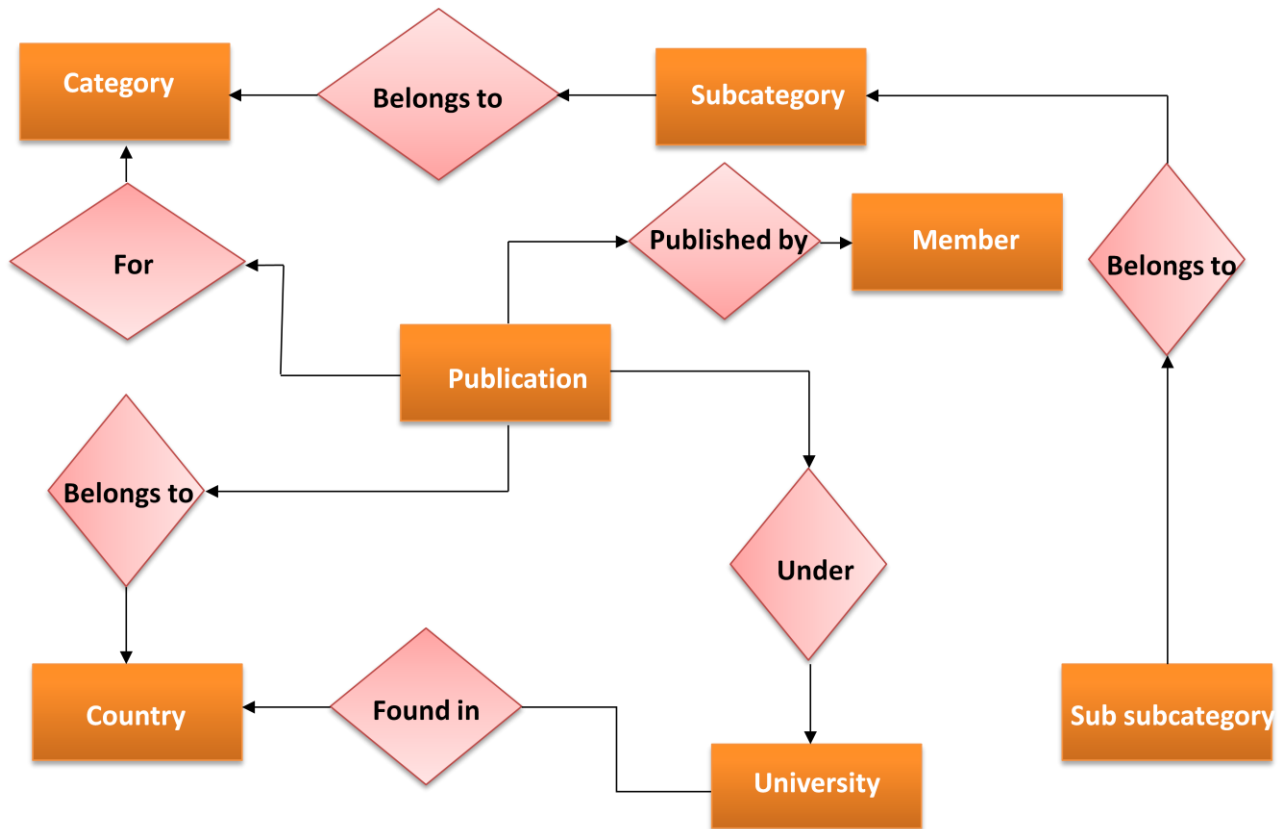 Category
Belongs to
Subcategory
Published by
Member
For
Belongs to
Publication
Belongs to
Under
Country
Found in
Sub subcategory
University